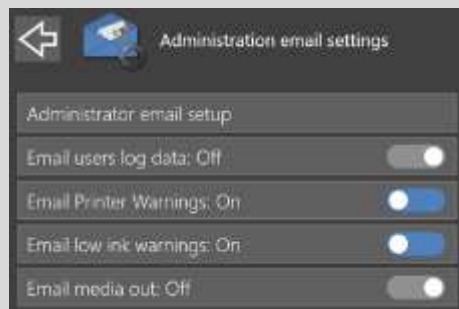 Administration email settings
Administrator email setup
Email users log data: Off
Email Printer Warnings: On
Email low ink warnings: On
Email media out: Off